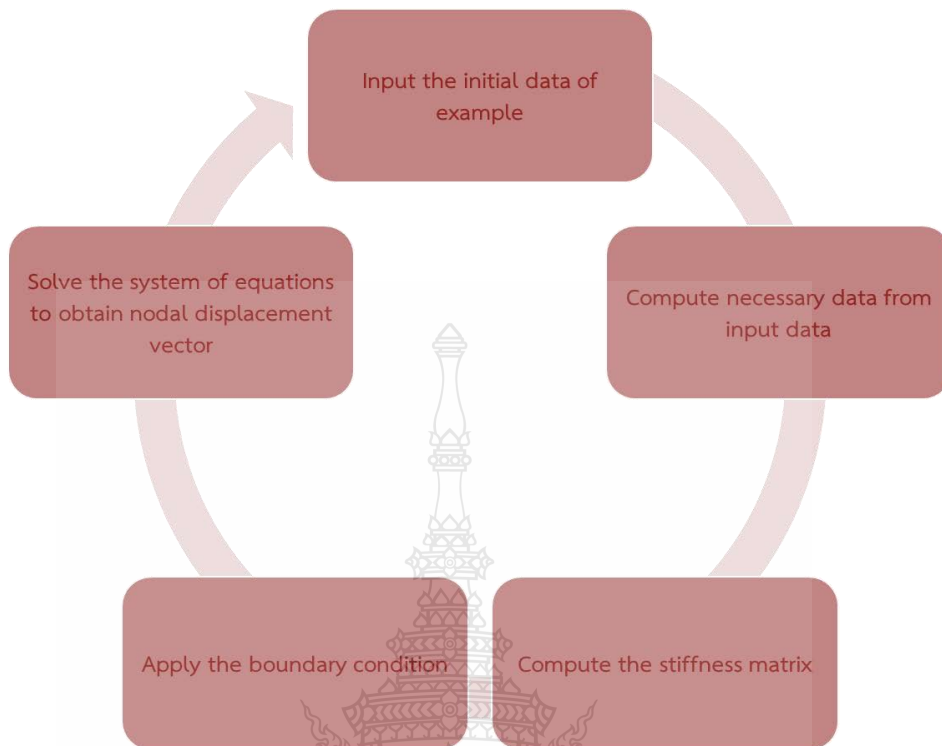 Input the initial data of
example
Compute necessary data from
input data
Compute the stiffness matrix
Apply the boundary condition
Solve the system of equations
to obtain nodal displacement
vector